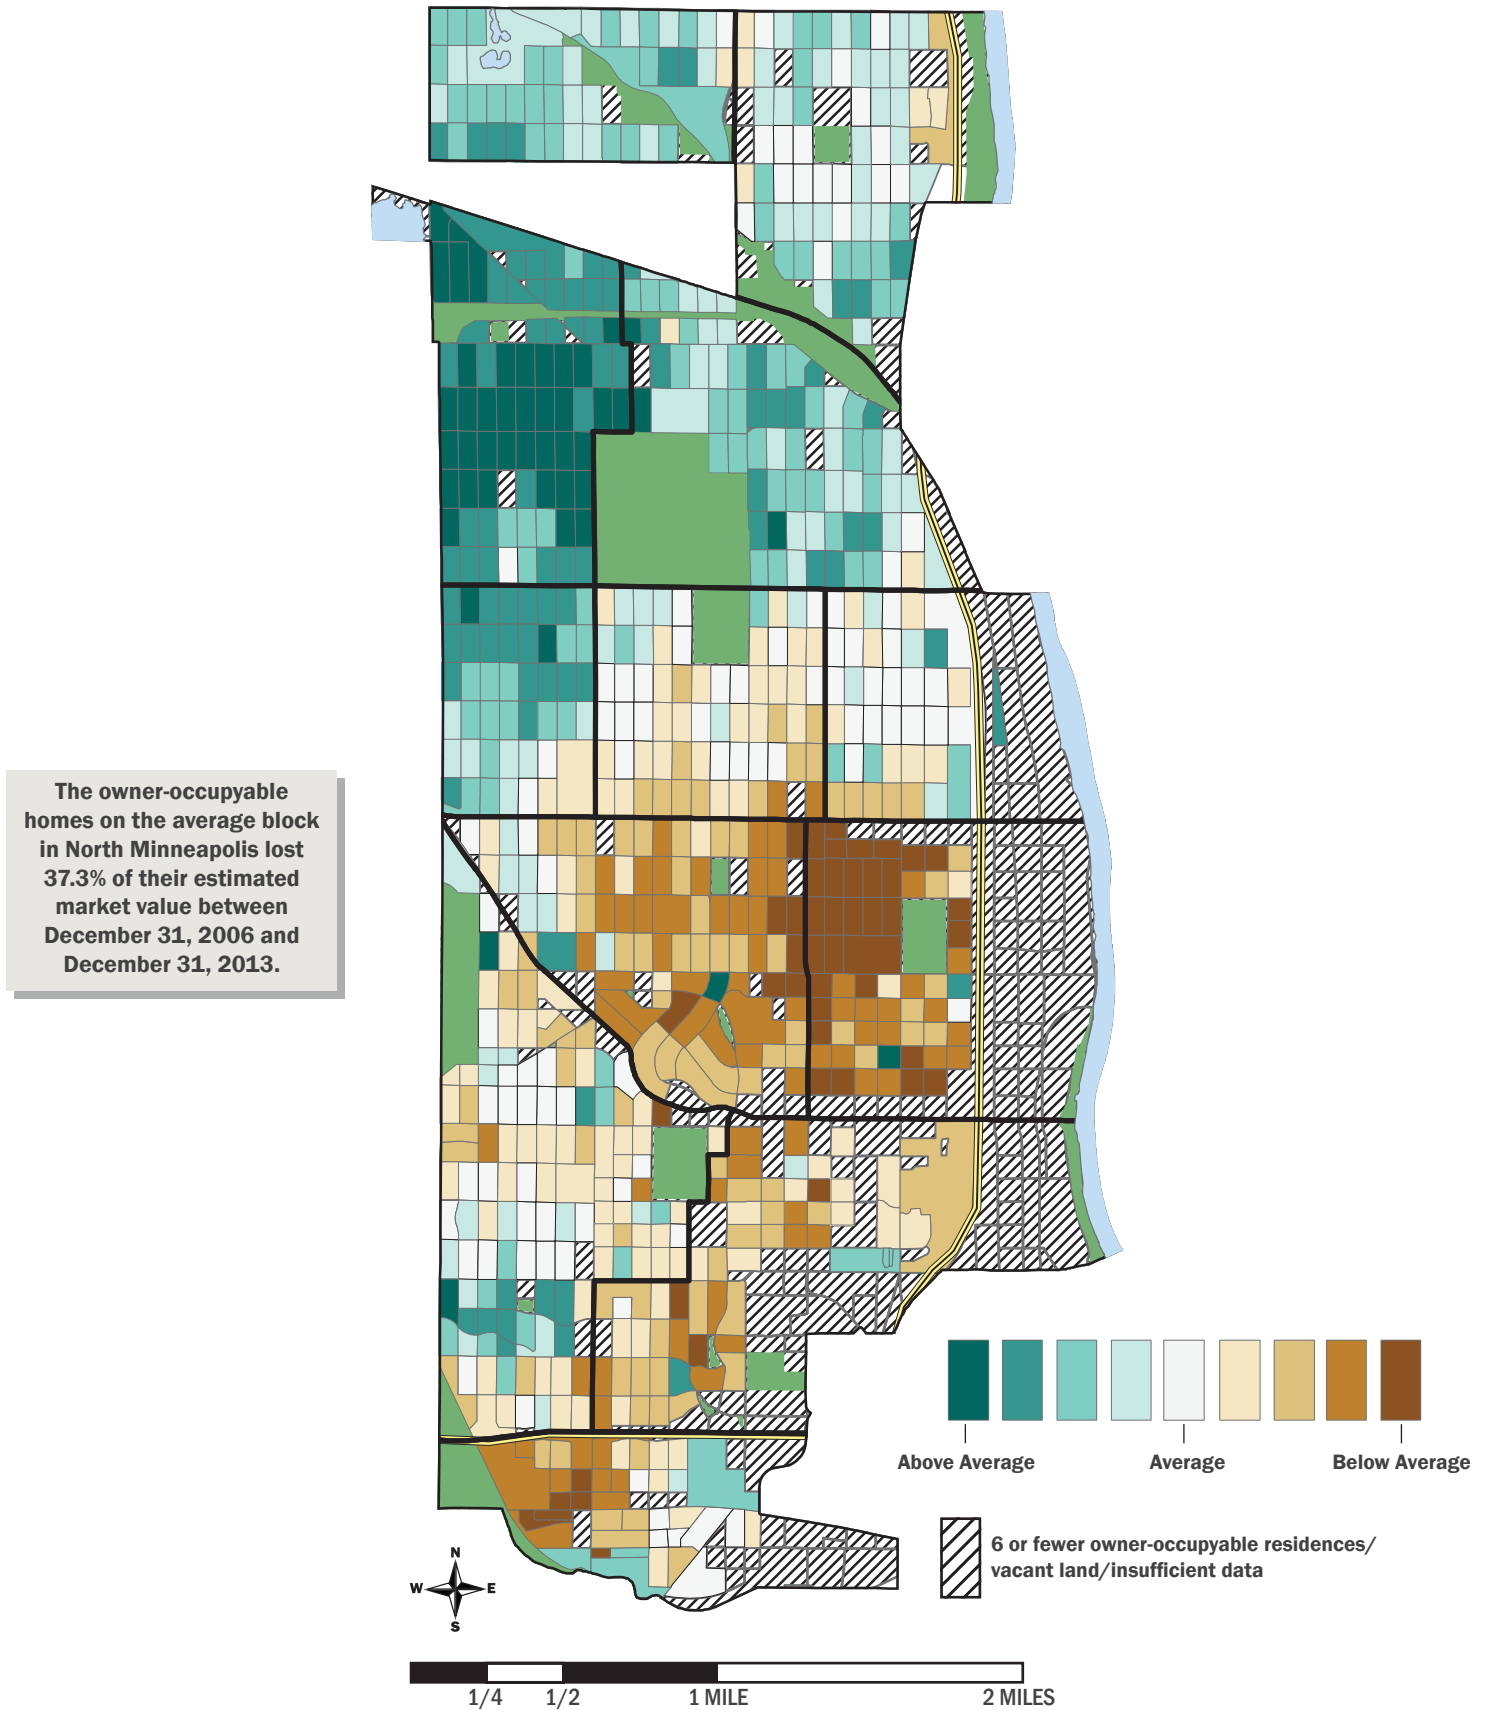 The owner-occupyable
homes on the average block
in North Minneapolis lost
37.3% of their estimated
market value between
December 31, 2006 and
December 31, 2013.
Above Average
Average
Below Average
6 or fewer owner-occupyable residences/
vacant land/insufficient data
N
W
E
S
1/4
1/2
1 MILE
2 MILES